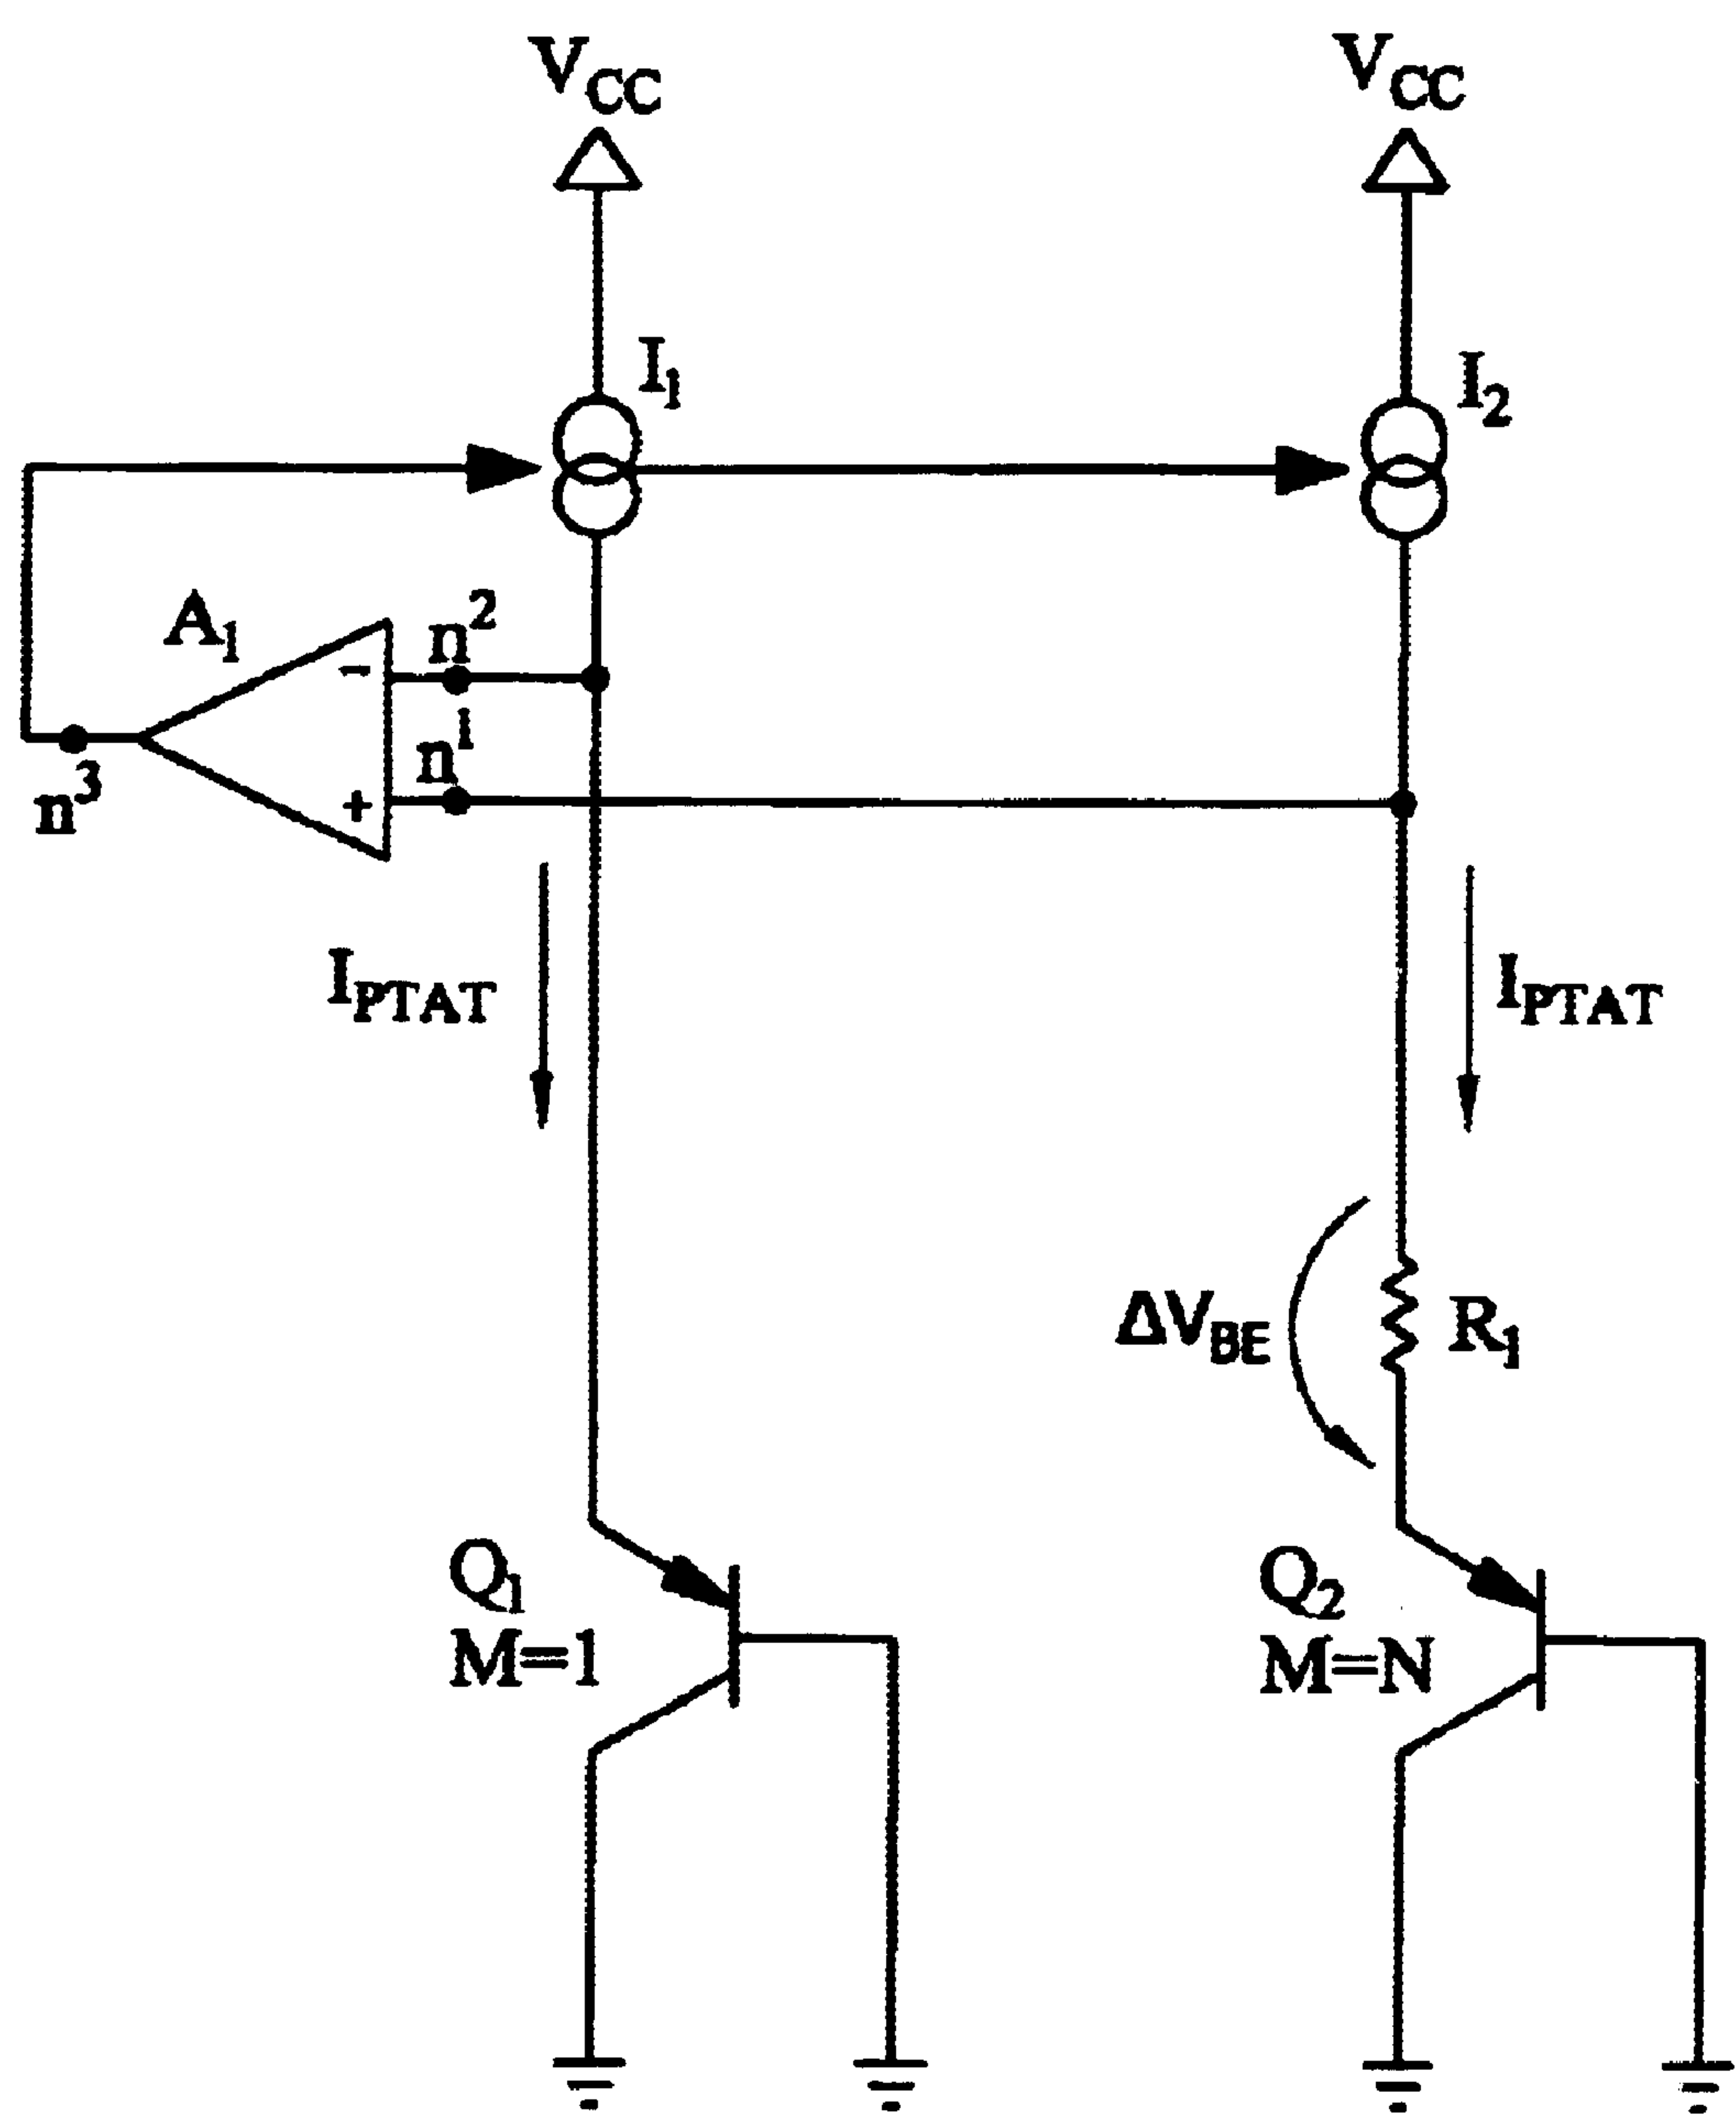 VCC
VCC
I1
I2
A1
n2
-
n1
+
n3
IPTAT
IPTAT
ΔVBE
R1
Q1
M=1
Q2
M=N